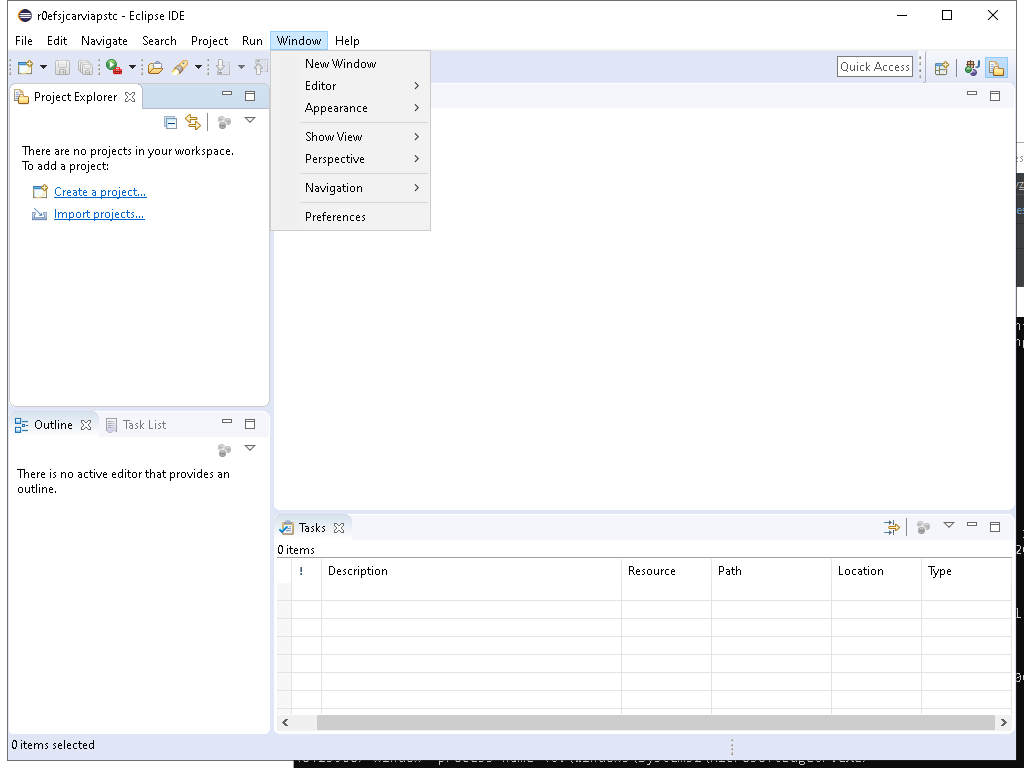 r0efsjcarviapstc - Eclipse IDE
File Edit Navigate Search Project Run Window Help
New Window
Editor
Appearance
Show View
Perspective
Navigation
Preferences
Quick Access
Project Explorer
There are no projects in your workspace.
To add a project:
Create a project...
Import projects...
Outline Task List
There is no active editor that provides an
outline.
Tasks
0 items
! Description Resource Path Location Type
0 items selected